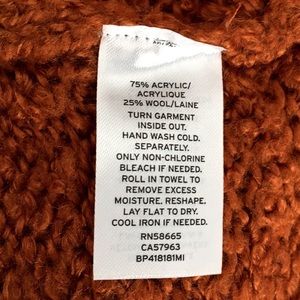 75% ACRYLIC/
ACRYLIQUE
25% WOOL/LAINE
TURN GARMENT
INSIDE OUT.
HAND WASH COLD.
SEPARATELY.
ONLY NON-CHLORINE
BLEACH IF NEEDED.
ROLL IN TOWEL TO
REMOVE EXCESS
MOISTURE. RESHAPE.
LAY FLAT TO DRY.
COOL IRON IF NEEDED.
RN58665
CA57963
BP418181MI